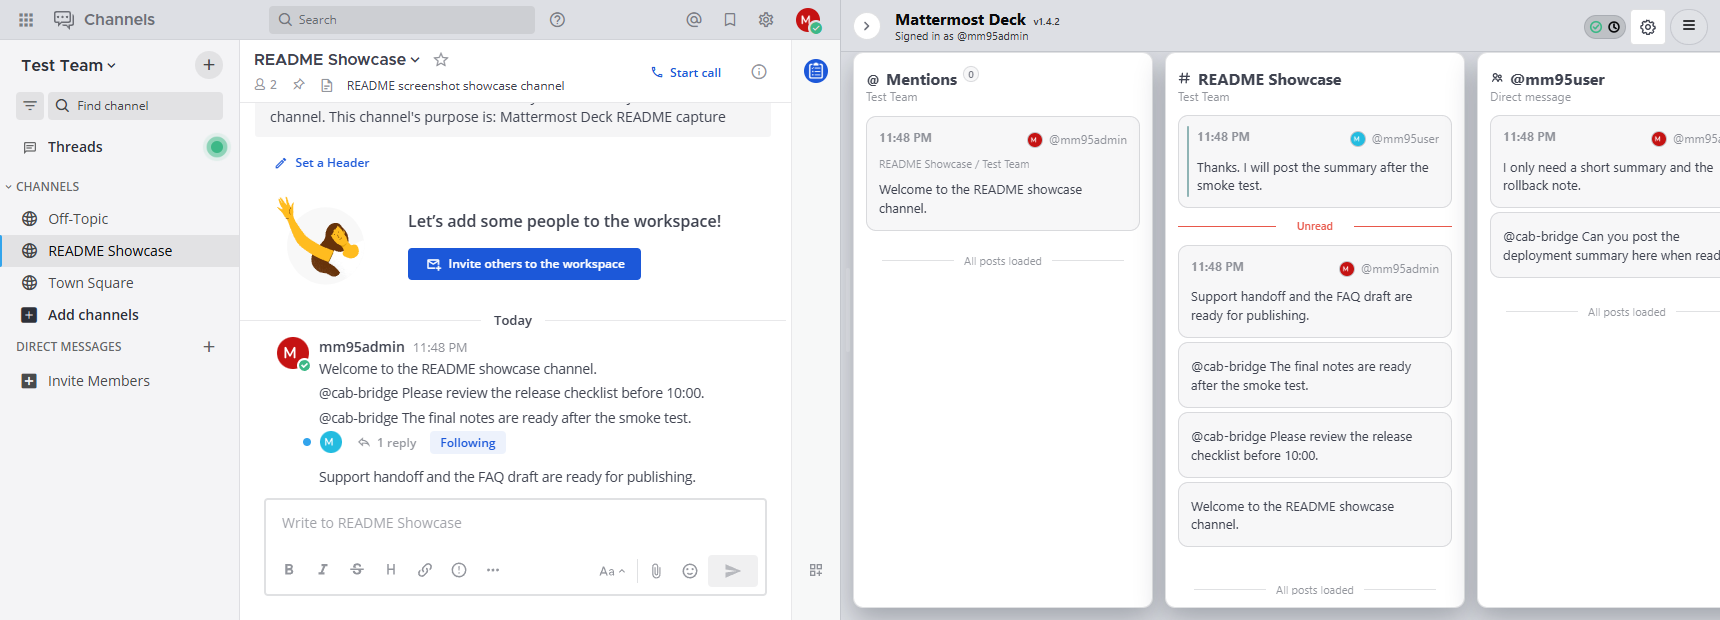 Channels
Search
M
Test Team
Find channel
Threads
CHANNELS
Off-Topic
README Showcase
Town Square
Add channels
DIRECT MESSAGES
Invite Members
README Showcase
2
README screenshot showcase channel
Start call
channel. This channel's purpose is: Mattermost Deck README capture
Set a Header
Let's add some people to the workspace!
Invite others to the workspace
Today
M
mm95admin 11:48 PM
Welcome to the README showcase channel.
@cab-bridge Please review the release checklist before 10:00.
@cab-bridge The final notes are ready after the smoke test.
M
1 reply
Following
Support handoff and the FAQ draft are ready for publishing.
Write to README Showcase
B I S H
Aa
Mattermost Deck v1.4.2
Signed in as @mm95admin
@ Mentions 0
Test Team
11:48 PM
M @mm95admin
README Showcase / Test Team
Welcome to the README showcase
channel.
All posts loaded
# README Showcase
Test Team
11:48 PM
M @mm95user
Thanks. I will post the summary after the
smoke test.
Unread
11:48 PM
M @mm95admin
Support handoff and the FAQ draft are
ready for publishing.
@cab-bridge The final notes are ready
after the smoke test.
@cab-bridge Please review the release
checklist before 10:00.
Welcome to the README showcase
channel.
All posts loaded
@mm95user
Direct message
11:48 PM
M @mm95a
I only need a short summary and the
rollback note.
@cab-bridge Can you post the
deployment summary here when read
All posts loaded